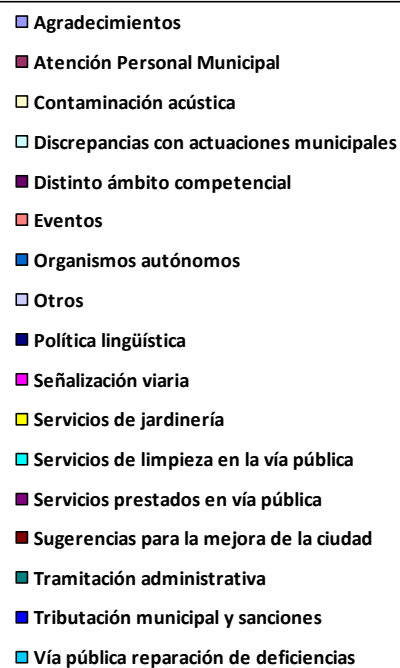 Agradecimientos
Atención Personal Municipal
Contaminación acústica
Discrepancias con actuaciones municipales
Distinto ámbito competencial
Eventos
Organismos autónomos
Otros
Política lingüística
Señalización viaria
Servicios de jardinería
Servicios de limpieza en la vía pública
Servicios prestados en vía pública
Sugerencias para la mejora de la ciudad
Tramitación administrativa
Tributación municipal y sanciones
Vía pública reparación de deficiencias